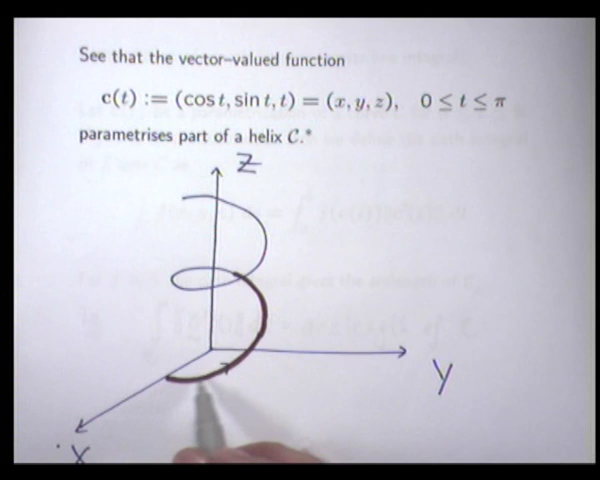 See that the vector–valued function
c(t) := (cos t, sin t, t) = (x, y, z), 0 ≤ t ≤ π
parametrises part of a helix C.*
Z
Y
X